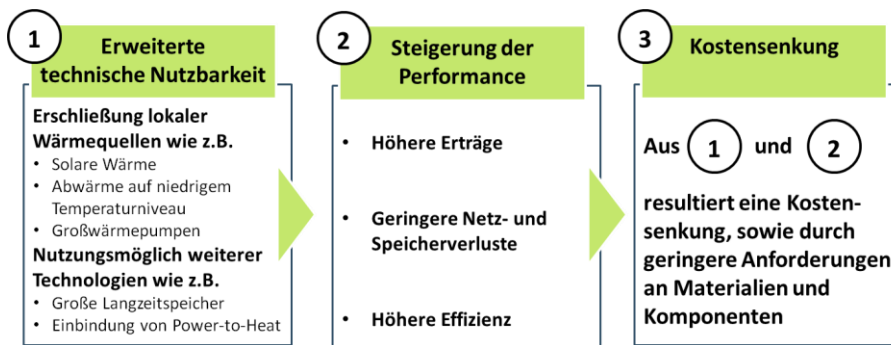 1
Erweiterte
technische Nutzbarkeit
Erschließung lokaler
Wärmequellen wie z.B.
• Solare Wärme
• Abwärme auf niedrigem
Temperaturniveau
• Großwärmepumpen
Nutzungsmöglich weiterer
Technologien wie z.B.
• Große Langzeitspeicher
• Einbindung von Power-to-Heat
2
Steigerung der
Performance
• Höhere Erträge
• Geringere Netz- und
Speicherverluste
• Höhere Effizienz
3
Kostensenkung
Aus 1 und 2
resultiert eine Kosten-
senkung, sowie durch
geringere Anforderungen
an Materialien und
Komponenten